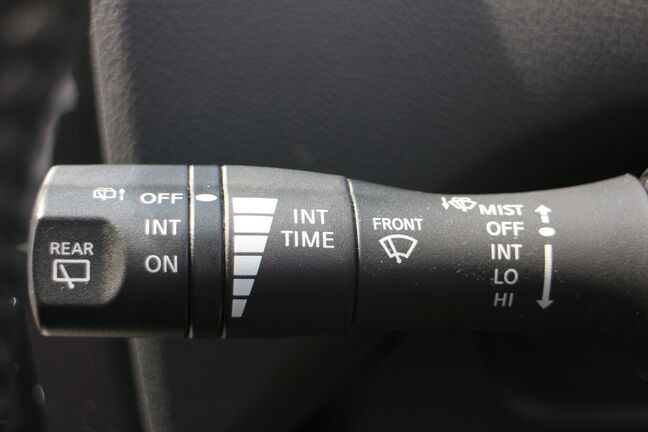 REAR
OFF
INT
ON
INT
TIME
FRONT
MIST
OFF
INT
LO
HI